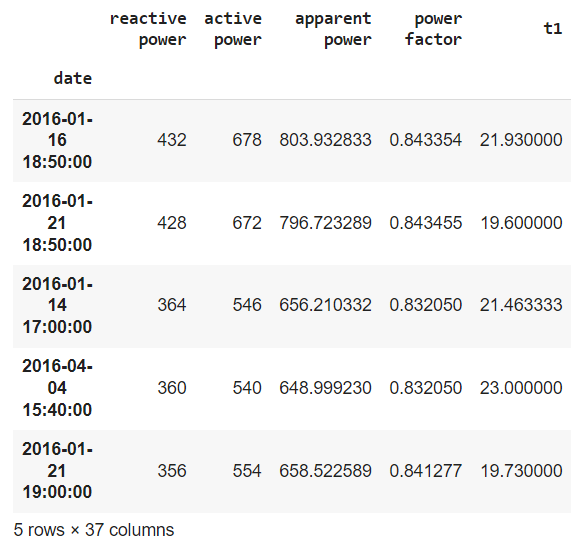 reactive active apparent power t1
power power power factor
date
2016-01-
16 432 678 803.932833 0.843354 21.930000
18:50:00
2016-01-
21 428 672 796.723289 0.843455 19.600000
18:50:00
2016-01-
14 364 546 656.210332 0.832050 21.463333
17:00:00
2016-04-
04 360 540 648.999230 0.832050 23.000000
15:40:00
2016-01-
21 356 554 658.522589 0.841277 19.730000
19:00:00
5 rows × 37 columns